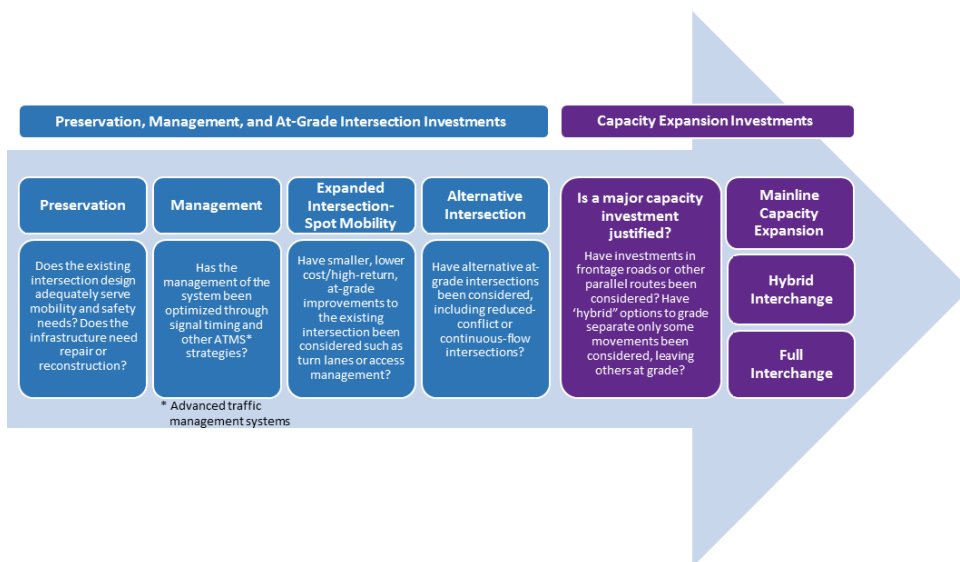 Preservation, Management, and At-Grade Intersection Investments
Capacity Expansion Investments
Preservation
Does the existing
intersection design
adequately serve
mobility and safety
needs? Does the
infrastructure need
repair or
reconstruction?
Management
Has the
management of the
system been
optimized through
signal timing and
other ATMS*
strategies?
* Advanced traffic
management systems
Expanded
Intersection-
Spot Mobility
Have smaller, lower
cost/high-return,
at-grade
improvements to
the existing
intersection been
considered such as
turn lanes or access
management?
Alternative
Intersection
Have alternative at-
grade intersections
been considered,
including reduced-
conflict or
continuous-flow
intersections?
Is a major capacity
investment
justified?
Have investments in
frontage roads or other
parallel routes been
considered? Have
‘hybrid” options to grade
separate only some
movements been
considered, leaving
others at grade?
Mainline
Capacity
Expansion
Hybrid
Interchange
Full
Interchange